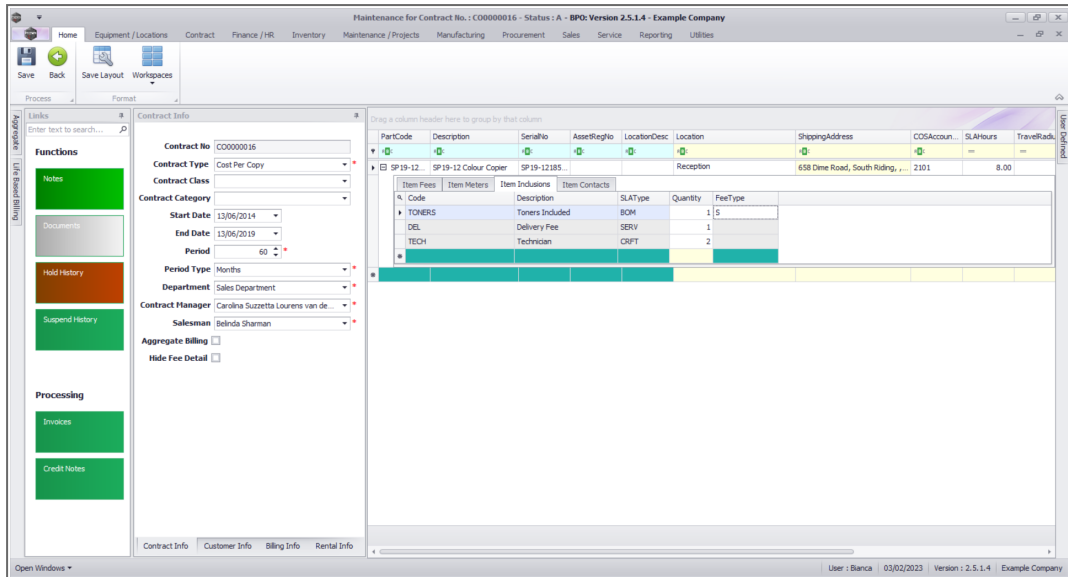 Maintenance for Contract No. : CO0000016 - Status : A - BPO: Version 2.5.1.4 - Example Company
Home Equipment / Locations Contract Finance / HR Inventory Maintenance / Projects Manufacturing Procurement Sales Service Reporting Utilities
Save Back Save Layout Workspaces
Process Format
Aggregate
Life Based Billing
Links
Enter text to search...
Functions
Notes
Documents
Hold History
Suspend History
Processing
Invoices
Credit Notes
Contract Info
Contract No CO0000016
Contract Type Cost Per Copy *
Contract Class
Contract Category
Start Date 13/06/2014
End Date 13/06/2019
Period 60 *
Period Type Months *
Department Sales Department *
Contract Manager Carolina Suzzetta Lourens van de... *
Salesman Belinda Sharman *
Aggregate Billing
Hide Fee Detail
Contract Info Customer Info Billing Info Rental Info
Drag a column header here to group by that column
PartCode Description SerialNo AssetRegNo LocationDesc Location ShippingAddress COSAccoun... SLAHours TravelRadiu
SP19-12... SP19-12 Colour Copier SP19-12185... Reception 658 Dime Road, South Riding, ,... 2101 8.00
Item Fees Item Meters Item Inclusions Item Contacts
Code Description SLAType Quantity FeeType
TONERS Toners Included BOM 1 S
DEL Delivery Fee SERV 1
TECH Technician CRFT 2
User Defined
Open Windows User : Bianca 03/02/2023 Version : 2.5.1.4 Example Company